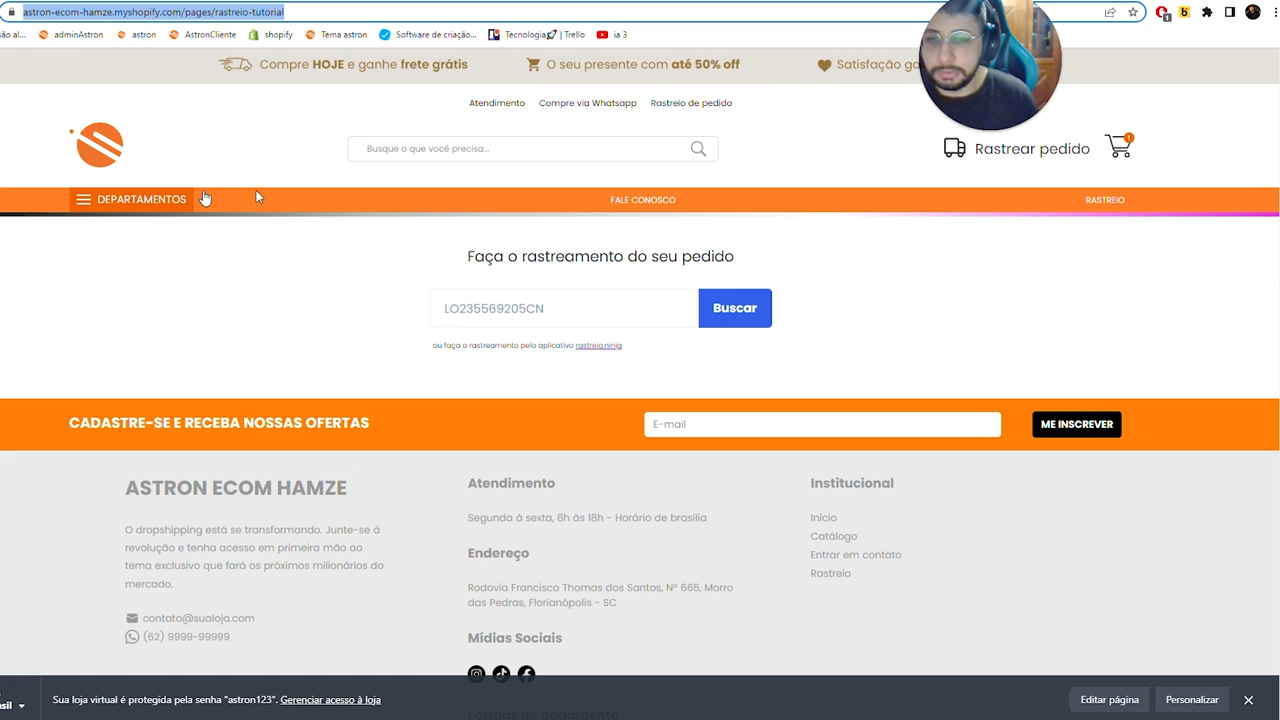 astron-ecom-hamze.myshopify.com/pages/rastreio-tutorial
são al...
adminAstron
astron
AstronCliente
shopify
Tema astron
Software de criação...
Tecnologia🚀 | Trello
ia 3
Compre HOJE e ganhe frete grátis
O seu presente com até 50% off
Satisfação ga
Atendimento
Compre via Whatsapp
Rastreio de pedido
Busque o que você precisa...
Rastrear pedido
1
DEPARTAMENTOS
FALE CONOSCO
RASTREIO
Faça o rastreamento do seu pedido
LO235569205CN
Buscar
ou faça o rastreamento pelo aplicativo rastreio.ninja
CADASTRE-SE E RECEBA NOSSAS OFERTAS
E-mail
ME INSCREVER
ASTRON ECOM HAMZE
O dropshipping está se transformando. Junte-se à
revolução e tenha acesso em primeira mão ao
tema exclusivo que fará os próximos milionários do
mercado.
contato@sualoja.com
(62) 9999-99999
Atendimento
Segunda à sexta, 8h às 18h - Horário de brasília
Endereço
Rodovia Francisco Thomas dos Santos, Nº 665, Morro
das Pedras, Florianópolis - SC
Mídias Sociais
Formas de pagamento
Institucional
Início
Catálogo
Entrar em contato
Rastreio
sil
Sua loja virtual é protegida pela senha "astron123". Gerenciar acesso à loja
Editar página
Personalizar